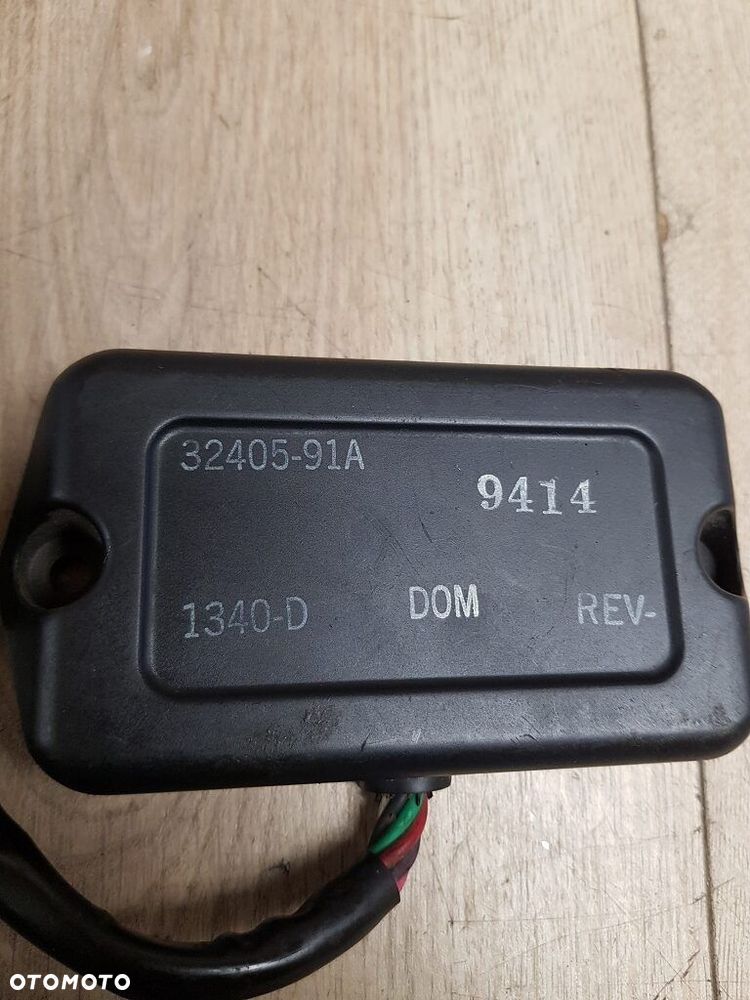 32405-91A
9414
1340-D DOM REV-
OTOMOTO